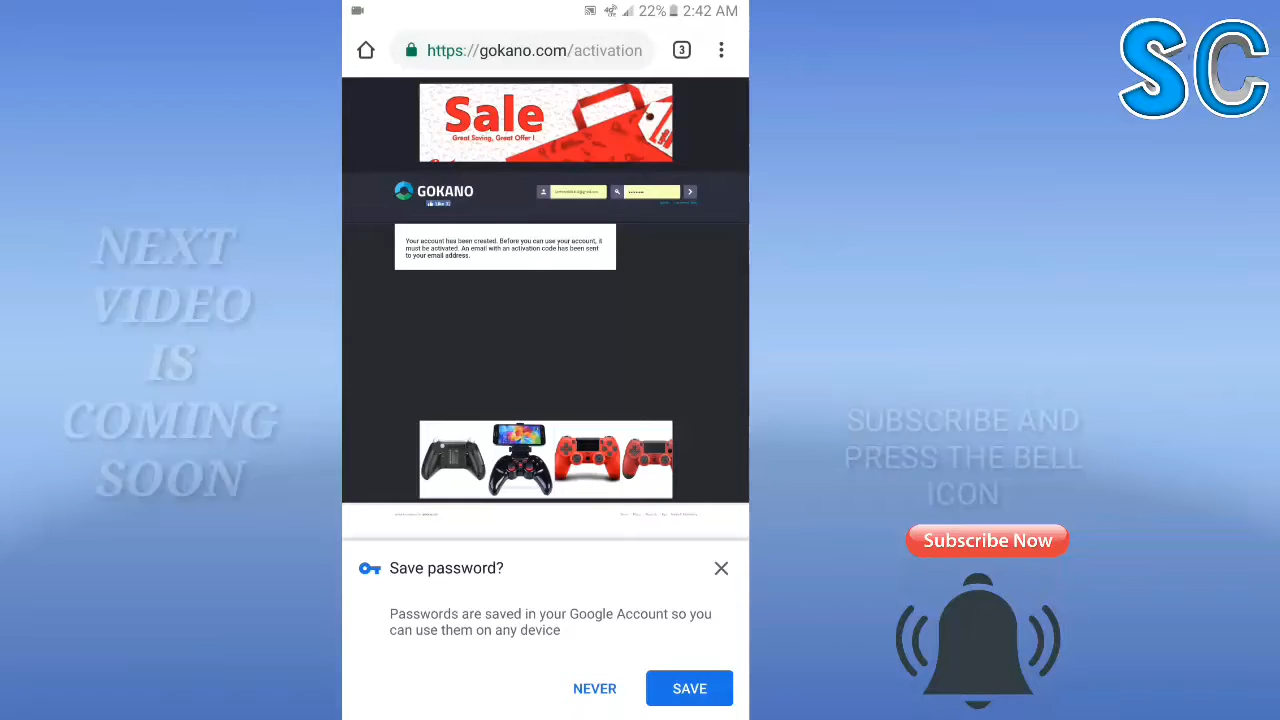 22% 2:42 AM
https://gokano.com/activation
3
SC
Sale
Great Saving, Great Offer !
GOKANO
Like
Your account has been created. Before you can use your account, it
must be activated. An email with an activation code has been sent
to your email address.
NEXT
VIDEO
IS
COMING
SOON
SUBSCRIBE AND
PRESS THE BELL
ICON
Subscribe Now
Save password?
Passwords are saved in your Google Account so you
can use them on any device
NEVER
SAVE